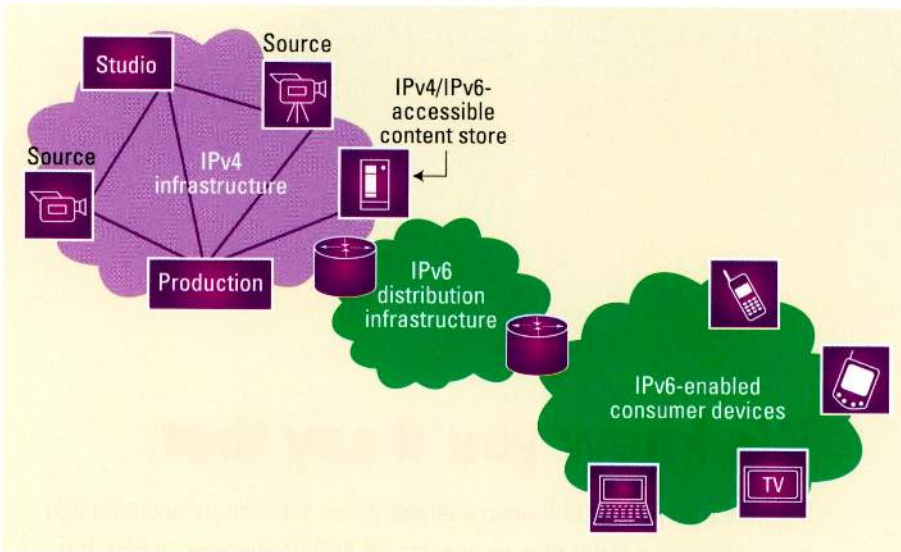 Studio
Source
IPv4/IPv6-
accessible
content store
Source
IPv4
infrastructure
Production
IPv6
distribution
infrastructure
IPv6-enabled
consumer devices
TV